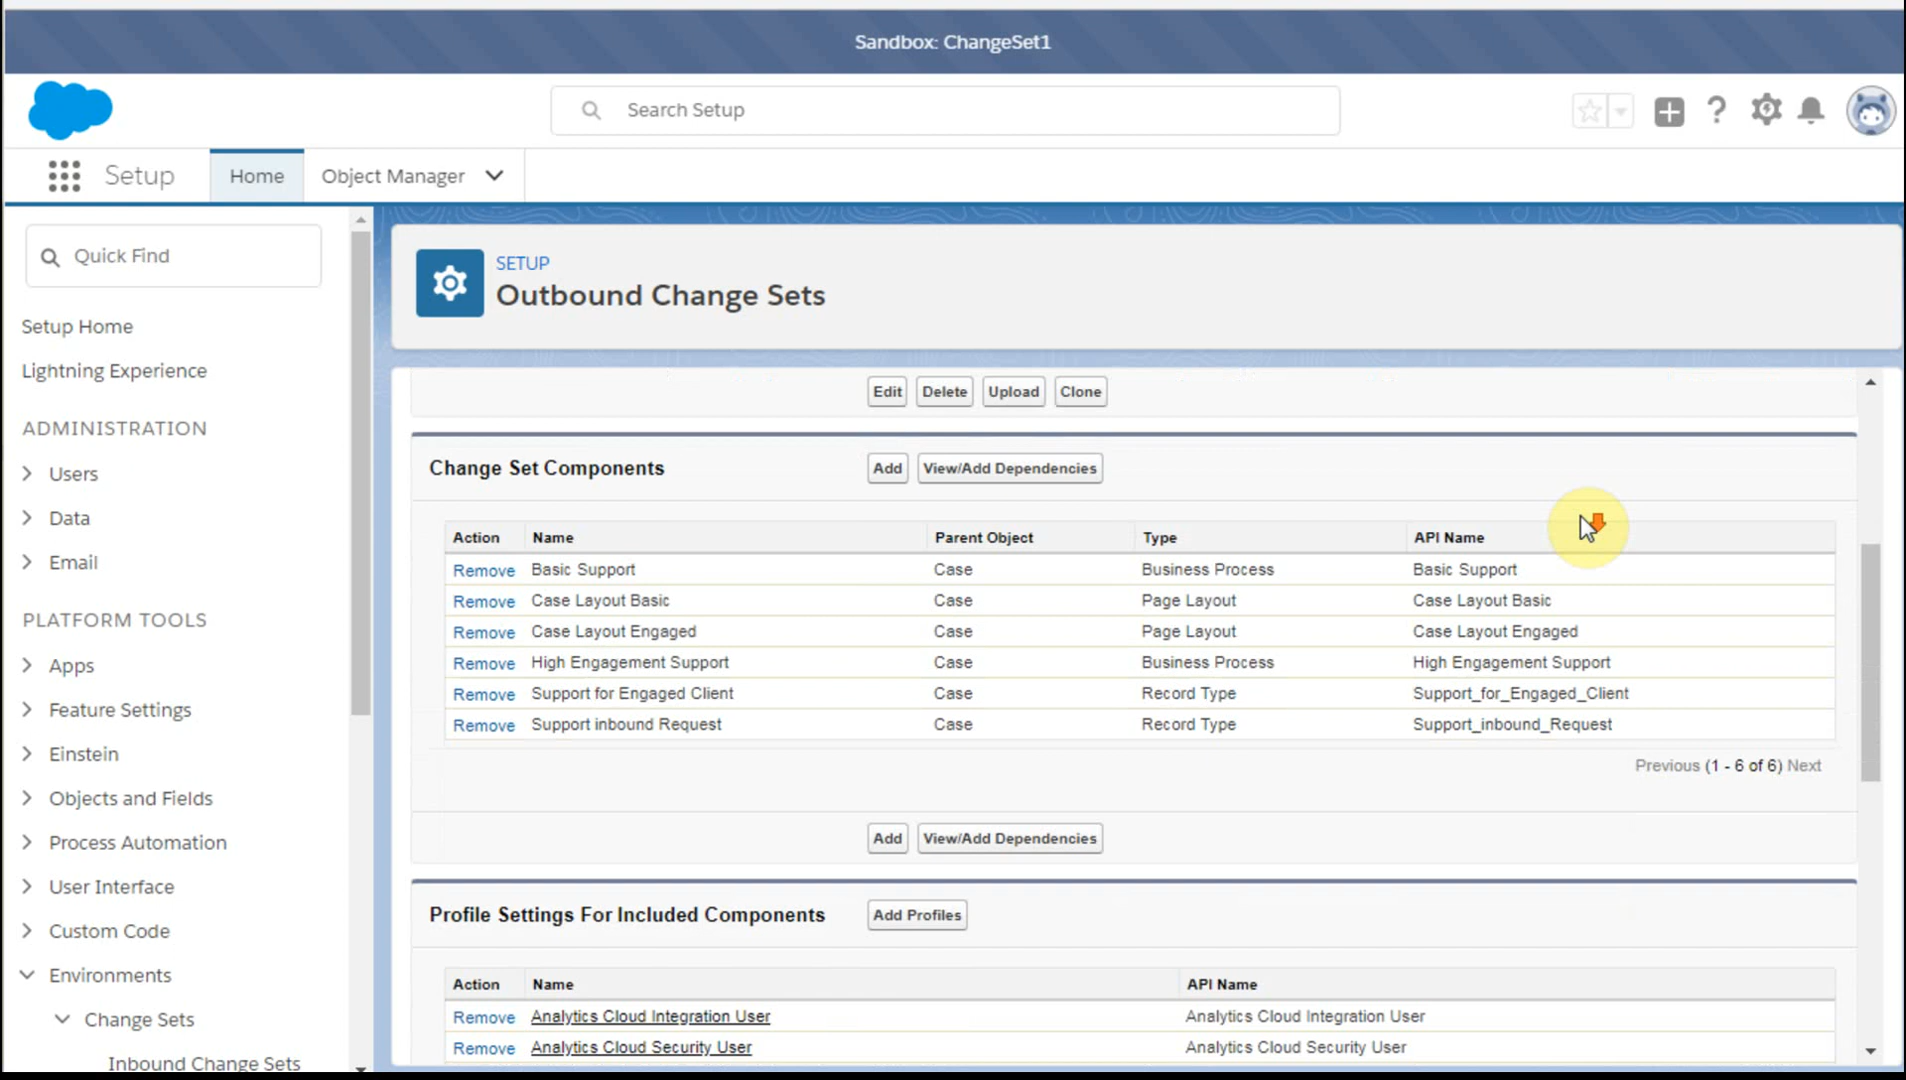 Sandbox: ChangeSet1
Search Setup
Setup
Home
Object Manager
Quick Find
Setup Home
Lightning Experience
ADMINISTRATION
Users
Data
Email
PLATFORM TOOLS
Apps
Feature Settings
Einstein
Objects and Fields
Process Automation
User Interface
Custom Code
Environments
Change Sets
Inbound Change Sets
SETUP
Outbound Change Sets
Edit Delete Upload Clone
Change Set Components Add View/Add Dependencies
Action Name Parent Object Type API Name
Remove Basic Support Case Business Process Basic Support
Remove Case Layout Basic Case Page Layout Case Layout Basic
Remove Case Layout Engaged Case Page Layout Case Layout Engaged
Remove High Engagement Support Case Business Process High Engagement Support
Remove Support for Engaged Client Case Record Type Support_for_Engaged_Client
Remove Support inbound Request Case Record Type Support_inbound_Request
Previous (1 - 6 of 6) Next
Add View/Add Dependencies
Profile Settings For Included Components Add Profiles
Action Name API Name
Remove Analytics Cloud Integration User Analytics Cloud Integration User
Remove Analytics Cloud Security User Analytics Cloud Security User